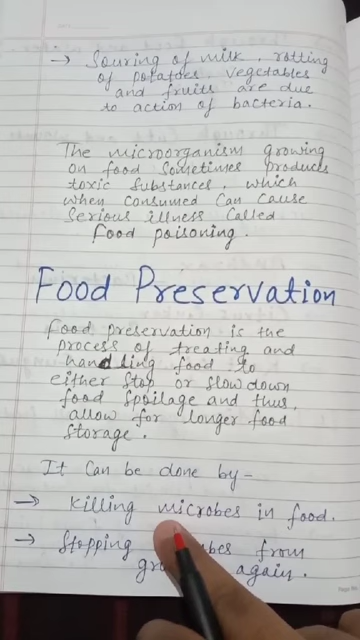 → Souring of milk, rotting
of potatoes, vegetables
and fruits are due
to action of bacteria.
The microorganism growing
on food sometimes produces
toxic substances, which
when consumed can cause
serious illness called
food poisoning.
Food Preservation
Food preservation is the
process of treating and
handling food to
either stop or slow down
food spoilage and thus,
allow for longer food
storage.
It can be done by-
→ Killing microbes in food.
→ Stopping from
again.